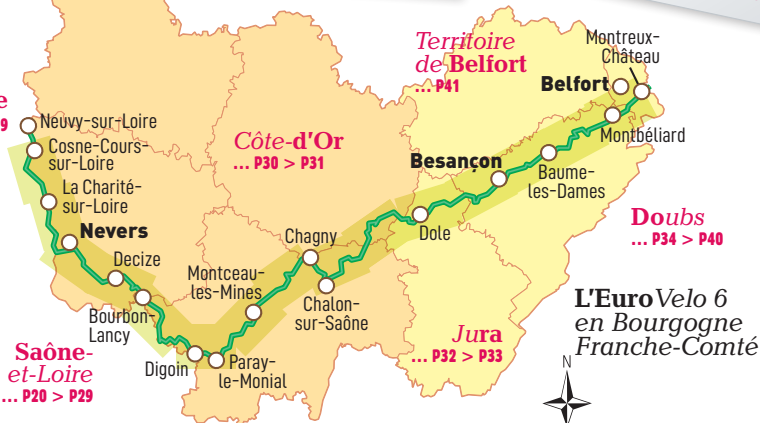 Territoire
de Belfort
... P41
Montreux-
Château
Belfort
Montbéliard
e
9
Neuvy-sur-Loire
Cosne-Cours-
sur-Loire
La Charité-
sur-Loire
Nevers
Decize
Bourbon-
Lancy
Côte-d'Or
... P30 > P31
Besançon
Baume-
les-Dames
Dole
Doubs
... P34 > P40
Chagny
Montceau-
les-Mines
Chalon-
sur-Saône
Digoin
Paray-
le-Monial
Saône-
et-Loire
... P20 > P29
Jura
... P32 > P33
L'EuroVelo 6
en Bourgogne
Franche-Comté
N